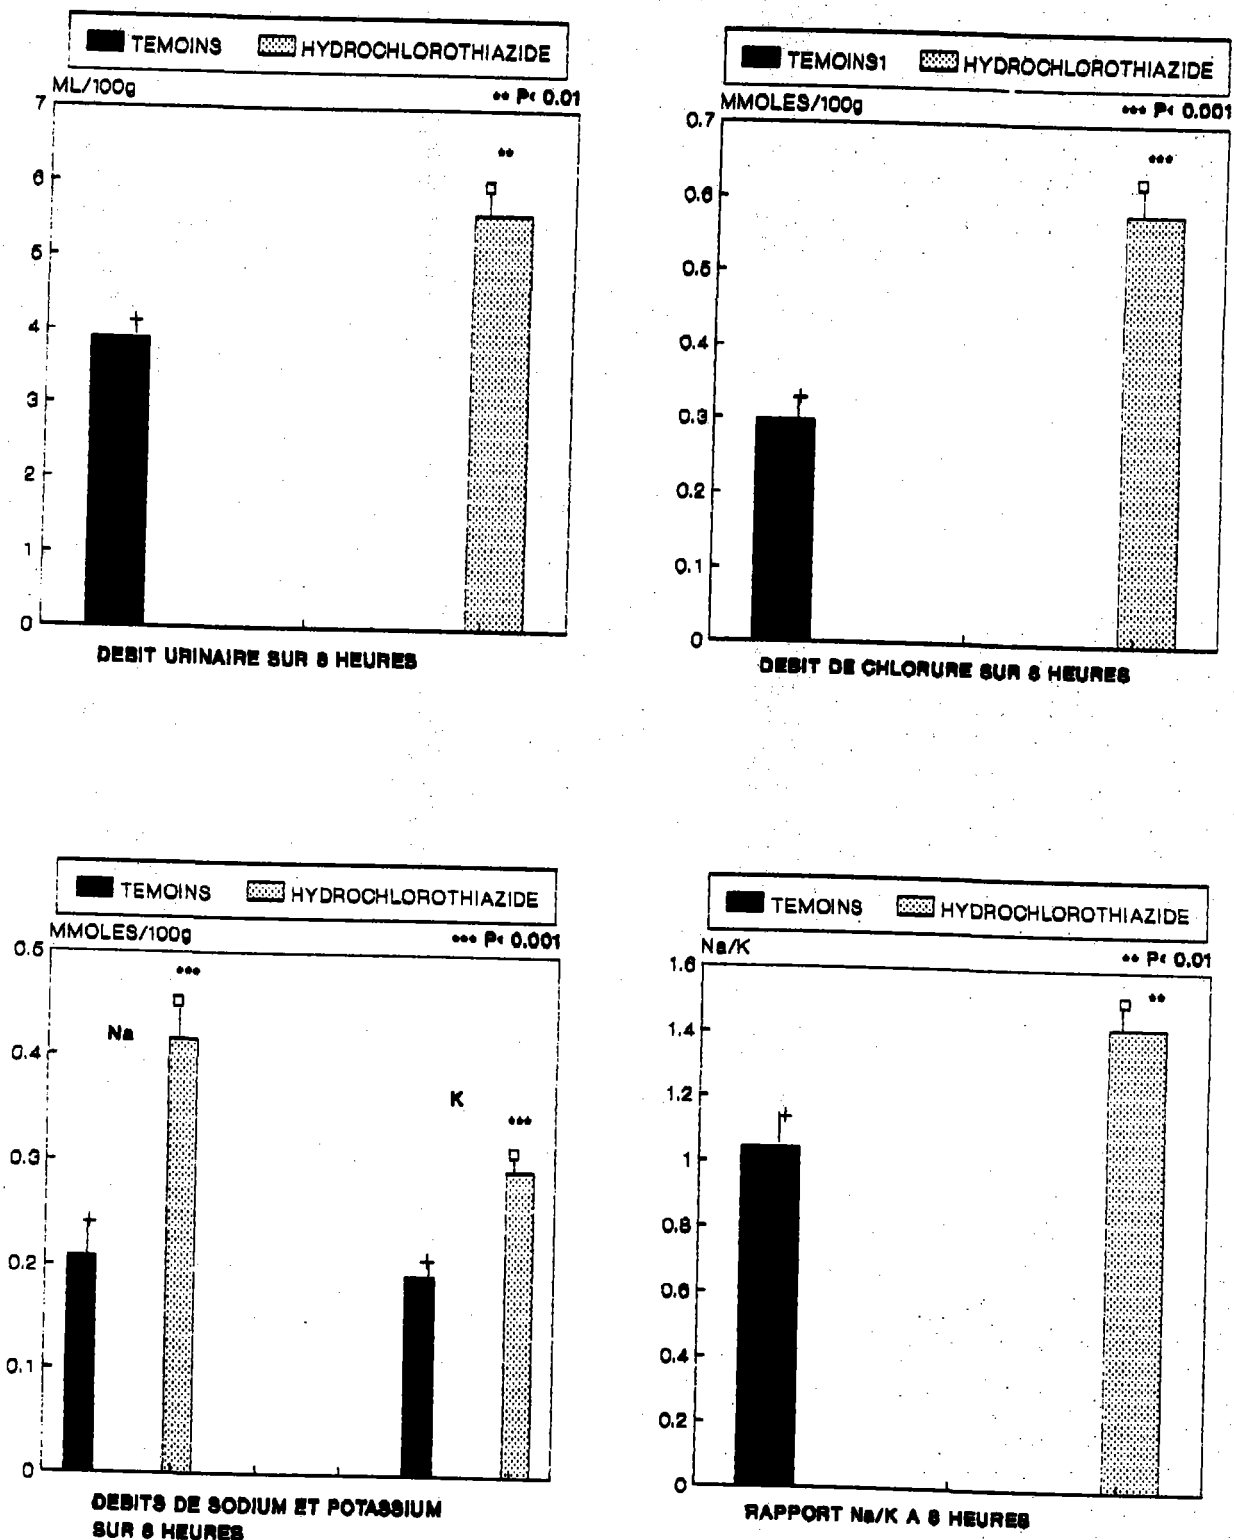 TEMOINS HYDROCHLOROTHIAZIDE
ML/100g ** P< 0.01
7
**
6
5
4
3
2
1
0
DEBIT URINAIRE SUR 8 HEURES
TEMOINS1 HYDROCHLOROTHIAZIDE
MMOLES/100g *** P< 0.001
0.7
***
0.6
0.5
0.4
0.3
0.2
0.1
0
DEBIT DE CHLORURE SUR 8 HEURES
TEMOINS HYDROCHLOROTHIAZIDE
MMOLES/100g *** P< 0.001
0.5
***
Na
0.4
K
***
0.3
0.2
0.1
0
DEBITS DE SODIUM ET POTASSIUM
SUR 8 HEURES
TEMOINS HYDROCHLOROTHIAZIDE
Na/K ** P< 0.01
1.6
**
1.4
1.2
1
0.8
0.6
0.4
0.2
0
RAPPORT Na/K A 8 HEURES